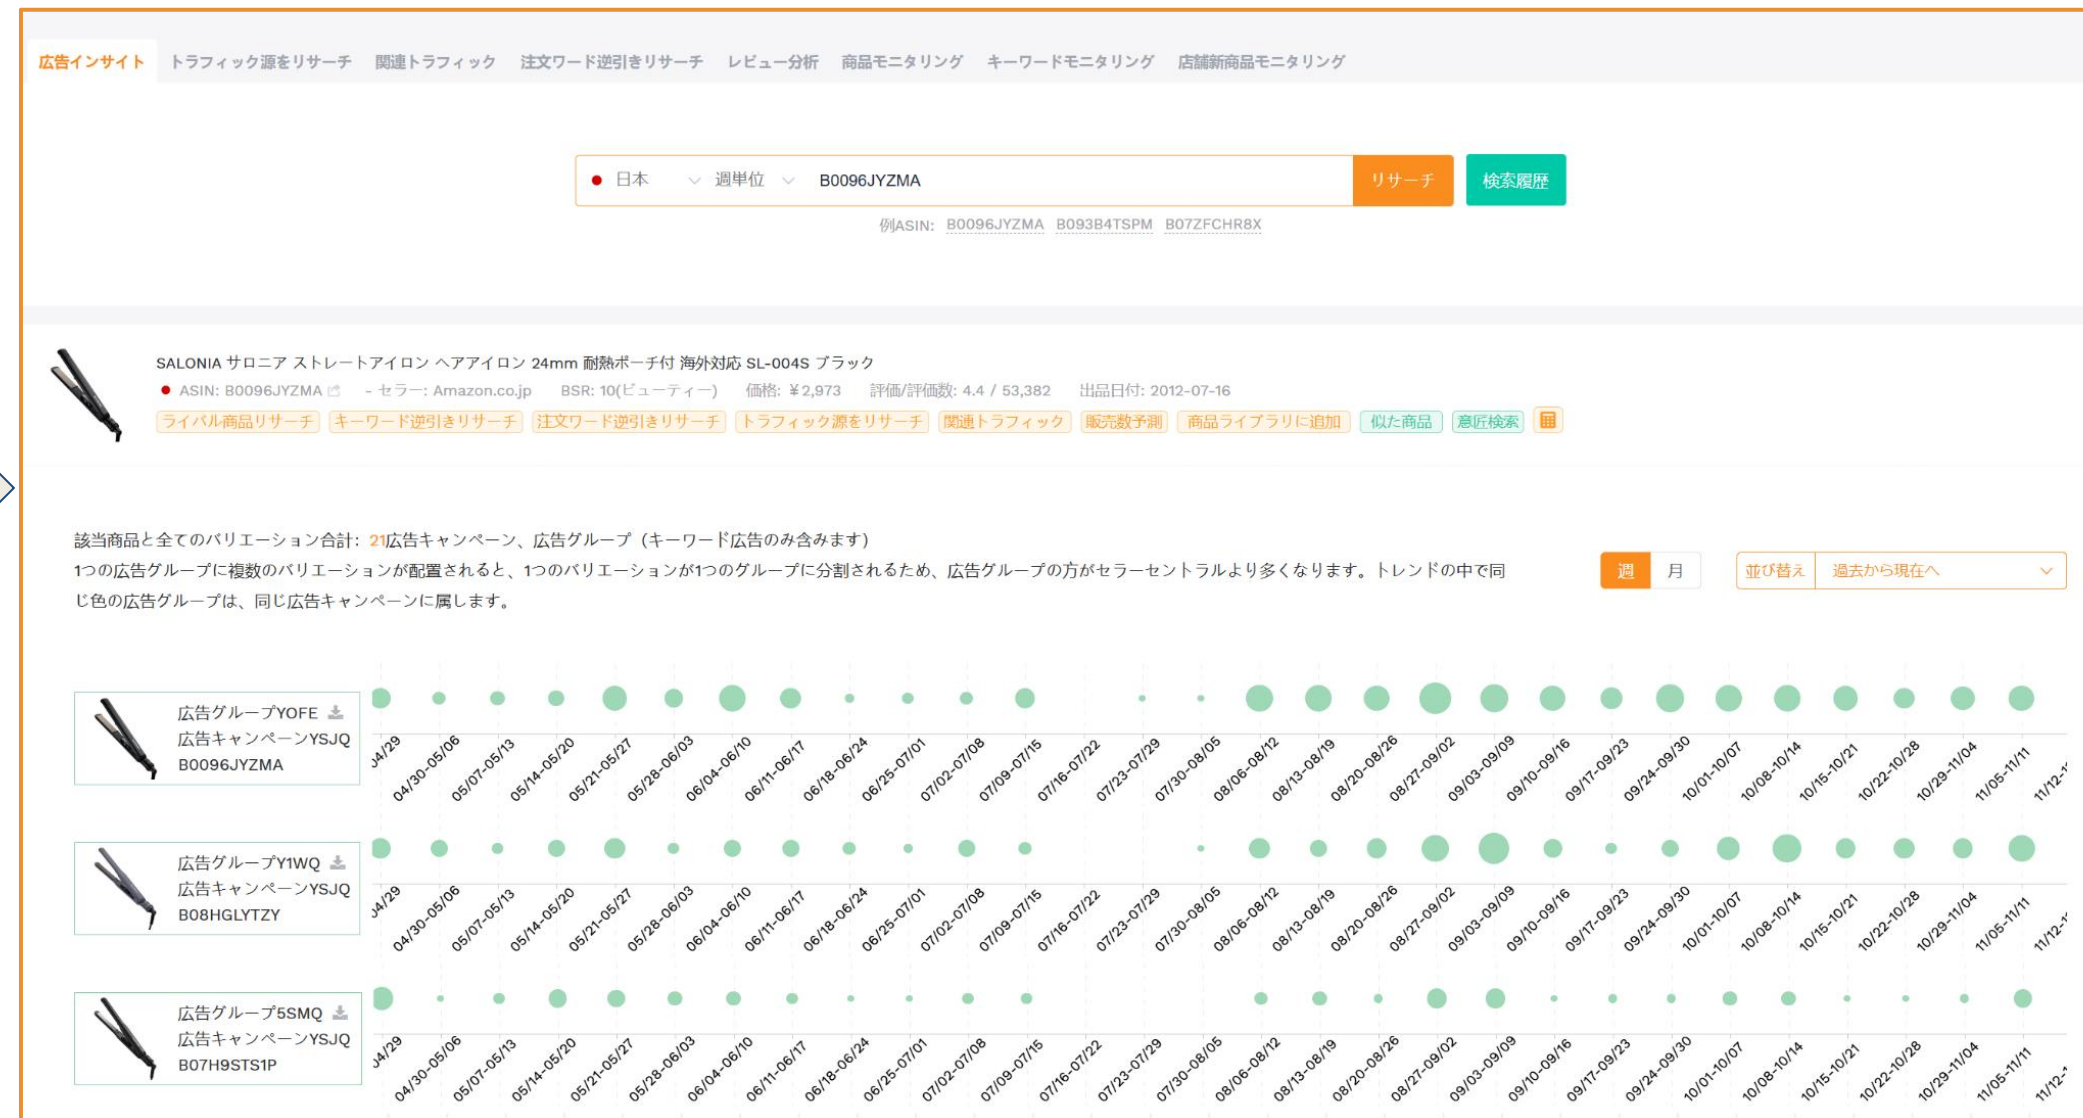 広告インサイト トラフィック源をリサーチ 関連トラフィック 注文ワード逆引きリサーチ レビュー分析 商品モニタリング キーワードモニタリング 店舗新商品モニタリング
日本 週単位 B0096JYZMA リサーチ 検索履歴
例ASIN: B0096JYZMA B093B4TSPM B07ZFCHR8X
SALONIA サロニア ストレートアイロン ヘアアイロン 24mm 耐熱ポーチ付 海外対応 SL-004S ブラック
ASIN: B0096JYZMA - セラー: Amazon.co.jp BSR: 10(ビューティー) 価格: ¥2,973 評価/評価数: 4.4 / 53,382 出品日付: 2012-07-16
ライバル商品リサーチ キーワード逆引きリサーチ 注文ワード逆引きリサーチ トラフィック源をリサーチ 関連トラフィック 販売数予測 商品ライブラリに追加 似た商品 意匠検索
該当商品と全てのバリエーション合計: 21広告キャンペーン、広告グループ（キーワード広告のみ含みます）
1つの広告グループに複数のバリエーションが配置されると、1つのバリエーションが1つのグループに分割されるため、広告グループの方がセラーセントラルより多くなります。トレンドの中で同
じ色の広告グループは、同じ広告キャンペーンに属します。
週 月 並び替え 過去から現在へ
広告グループYOFE
広告キャンペーンYSJQ
B0096JYZMA
04/29 04/30-05/06 05/07-05/13 05/14-05/20 05/21-05/27 05/28-06/03 06/04-06/10 06/11-06/17 06/18-06/24 06/25-07/01 07/02-07/08 07/09-07/15 07/16-07/22 07/23-07/29 07/30-08/05 08/06-08/12 08/13-08/19 08/20-08/26 08/27-09/02 09/03-09/09 09/10-09/16 09/17-09/23 09/24-09/30 10/01-10/07 10/08-10/14 10/15-10/21 10/22-10/28 10/29-11/04 11/05-11/11 11/12-1
広告グループY1WQ
広告キャンペーンYSJQ
B08HGLYTZY
04/29 04/30-05/06 05/07-05/13 05/14-05/20 05/21-05/27 05/28-06/03 06/04-06/10 06/11-06/17 06/18-06/24 06/25-07/01 07/02-07/08 07/09-07/15 07/16-07/22 07/23-07/29 07/30-08/05 08/06-08/12 08/13-08/19 08/20-08/26 08/27-09/02 09/03-09/09 09/10-09/16 09/17-09/23 09/24-09/30 10/01-10/07 10/08-10/14 10/15-10/21 10/22-10/28 10/29-11/04 11/05-11/11 11/12-1
広告グループ5SMQ
広告キャンペーンYSJQ
B07H9STS1P
04/29 04/30-05/06 05/07-05/13 05/14-05/20 05/21-05/27 05/28-06/03 06/04-06/10 06/11-06/17 06/18-06/24 06/25-07/01 07/02-07/08 07/09-07/15 07/16-07/22 07/23-07/29 07/30-08/05 08/06-08/12 08/13-08/19 08/20-08/26 08/27-09/02 09/03-09/09 09/10-09/16 09/17-09/23 09/24-09/30 10/01-10/07 10/08-10/14 10/15-10/21 10/22-10/28 10/29-11/04 11/05-11/11 11/12-1